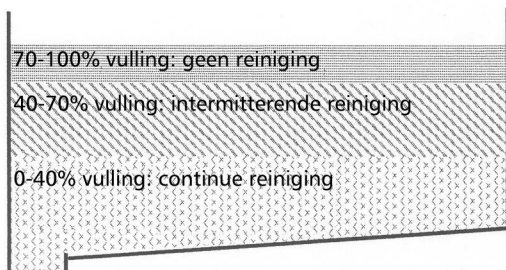 70-100% vulling: geen reiniging
40-70% vulling: intermitterende reiniging
0-40% vulling: continue reiniging